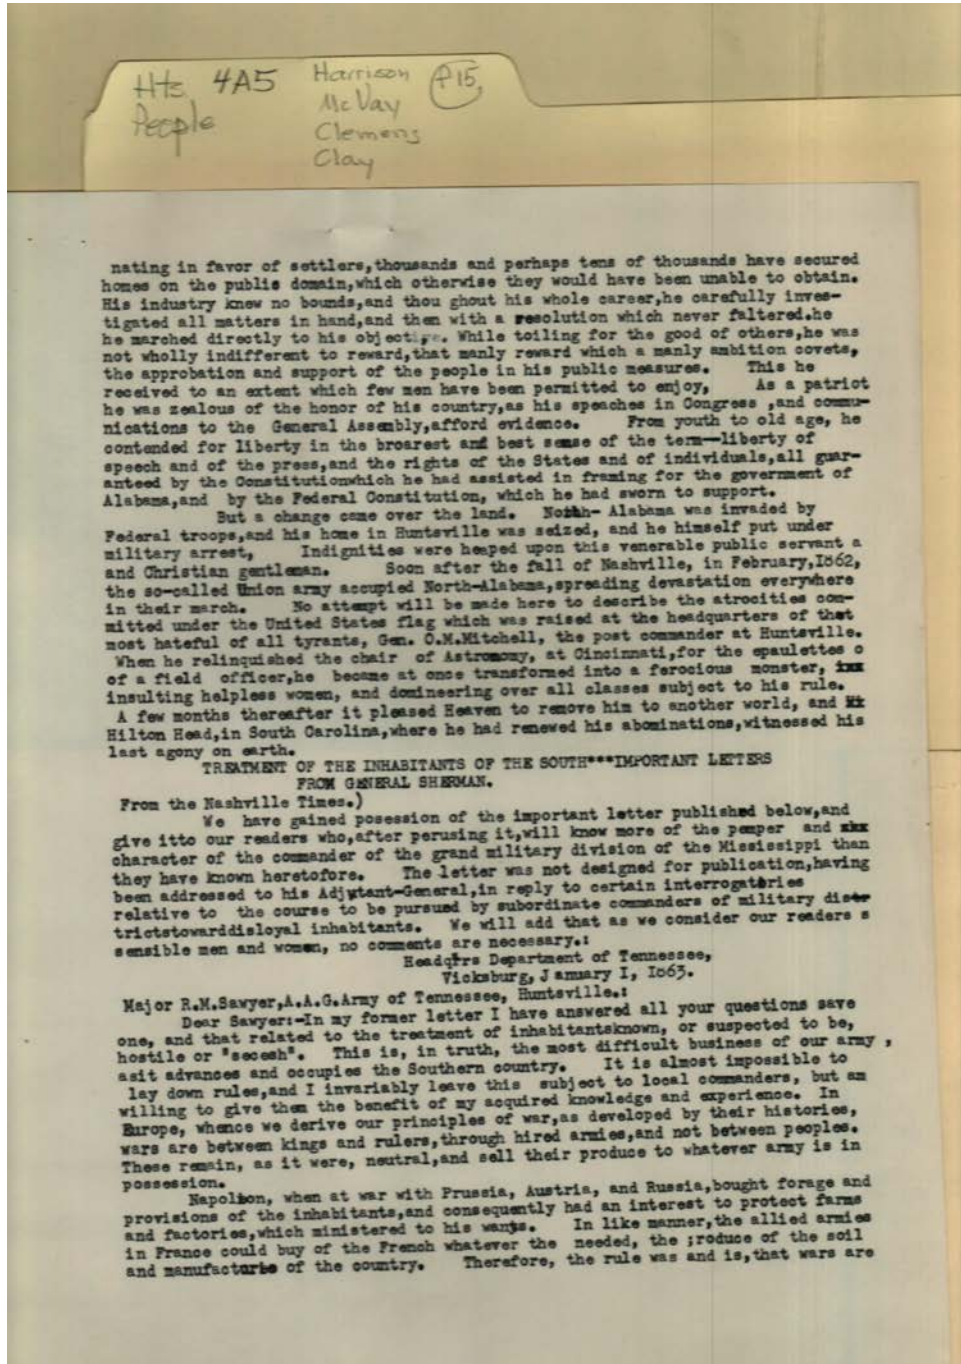 Hts. 4A5
People
Harrison
McVay
Clemens
Clay
P15
nating in favor of settlers,thousands and perhaps tens of thousands have secured
homes on the public domain,which otherwise they would have been unable to obtain.
His industry knew no bounds,and thou ghout his whole career,he carefully inves-
tigated all matters in hand,and then with a resolution which never faltered.he
he marched directly to his objective. While toiling for the good of others,he was
not wholly indifferent to reward,that manly reward which a manly ambition covets,
the approbation and support of the people in his public measures. This he
received to an extent which few men have been permitted to enjoy, As a patriot
he was zealous of the honor of his country,as his speaches in Congress ,and commu-
nications to the General Assembly,afford evidence. From youth to old age, he
contended for liberty in the broarest and best sense of the term--liberty of
speech and of the press,and the rights of the States and of individuals,all guar-
anteed by the Constitutionwhich he had assisted in framing for the government of
Alabama,and by the Federal Constitution, which he had sworn to support.
But a change came over the land. North- Alabama was invaded by
Federal troops,and his home in Huntsville was seized, and he himself put under
military arrest, Indignities were heaped upon this venerable public servant a
and Christian gentleman. Soon after the fall of Nashville, in February,I862,
the so-called Union army accupied North-Alabama,spreading devastation everywhere
in their march. No attempt will be made here to describe the atrocities com-
mitted under the United States flag which was raised at the headquarters of that
most hateful of all tyrants, Gen. O.M.Mitchell, the post commander at Huntsville.
When he relinquished the chair of Astronomy, at Cincinnati,for the epaulettes o
of a field officer,he became at once transformed into a ferocious monster, ixx
insulting helpless women, and domineering over all classes subject to his rule.
A few months thereafter it pleased Heaven to remove him to another world, and
Hilton Head,in South Carolina,where he had renewed his abominations,witnessed his
last agony on earth.
TREATMENT OF THE INHABITANTS OF THE SOUTH***IMPORTANT LETTERS
FROM GENERAL SHERMAN.
From the Nashville Times.)
We have gained posession of the important letter published below,and
give itto our readers who,after perusing it,will know more of the pemper and xxx
character of the commander of the grand military division of the Mississippi than
they have known heretofore. The letter was not designed for publication,having
been addressed to his Adjutant-General,in reply to certain interrogatories
relative to the course to be pursued by subordinate commanders of military distr
trictstowarddisloyal inhabitants. We will add that as we consider our readers s
sensible men and women, no comments are necessary.:
Headqtrs Department of Tennessee,
Vicksburg, J anuary I, I863.
Major R.M.Sawyer,A.A.G.Army of Tennessee, Huntsville.:
Dear Sawyer:-In my former letter I have answered all your questions save
one, and that related to the treatment of inhabitantsknown, or suspected to be,
hostile or "secesh". This is, in truth, the most difficult business of our army ,
asit advances and occupies the Southern country. It is almost impossible to
lay down rules,and I invariably leave this subject to local commanders, but am
willing to give them the benefit of my acquired knowledge and experience. In
Europe, whence we derive our principles of war,as developed by their histories,
wars are between kings and rulers,through hired armies,and not between peoples.
These remain, as it were, neutral,and sell their produce to whatever army is in
possession.
Napoleon, when at war with Prussia, Austria, and Russia,bought forage and
provisions of the inhabitants,and consequently had an interest to protect farms
and factories,which ministered to his wants. In like manner,the allied armies
in France could buy of the French whatever the needed, the ;roduce of the soil
and manufacturte of the country. Therefore, the rule was and is,that wars are